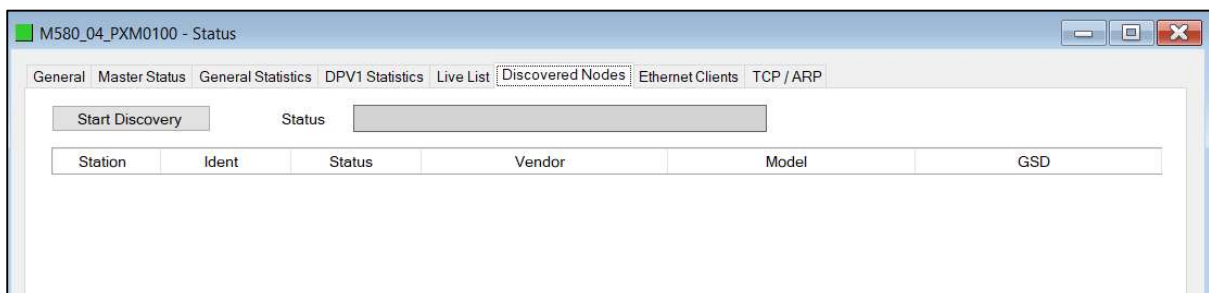 M580_04_PXM0100 - Status
General Master Status General Statistics DPV1 Statistics Live List Discovered Nodes Ethernet Clients TCP / ARP
Start Discovery Status
Station Ident Status Vendor Model GSD